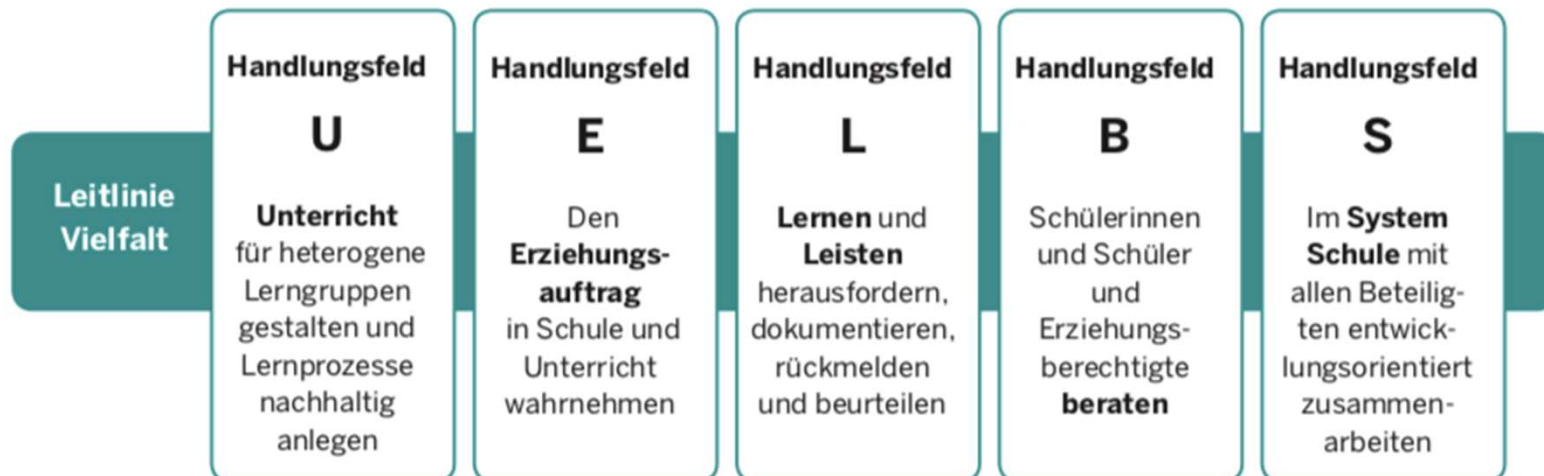 Leitlinie
Vielfalt
Handlungsfeld
U
Unterricht
für heterogene
Lerngruppen
gestalten und
Lernprozesse
nachhaltig
anlegen
Handlungsfeld
E
Den
Erziehungs-
auftrag
in Schule und
Unterricht
wahrnehmen
Handlungsfeld
L
Lernen und
Leisten
herausfordern,
dokumentieren,
rückmelden
und beurteilen
Handlungsfeld
B
Schülerinnen
und Schüler
und
Erziehungs-
berechtigte
beraten
Handlungsfeld
S
Im System
Schule mit
allen Beteilig-
ten entwick-
lungsorientiert
zusammen-
arbeiten